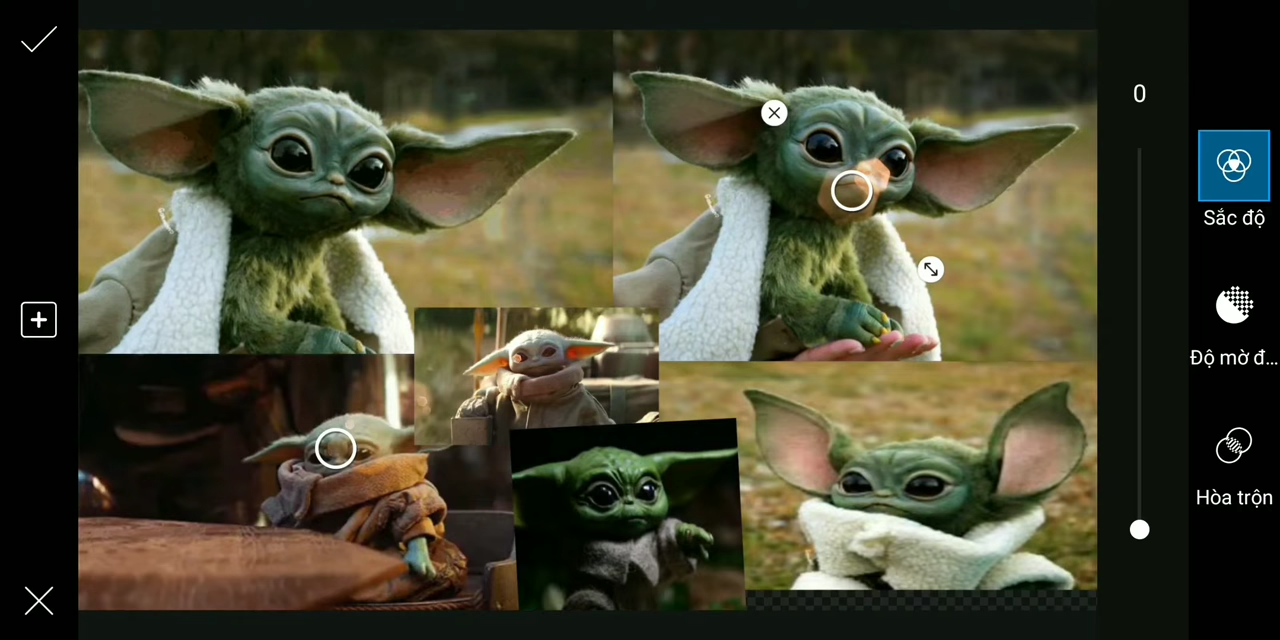 0
Sắc độ
Độ mờ đ...
Hòa trộn